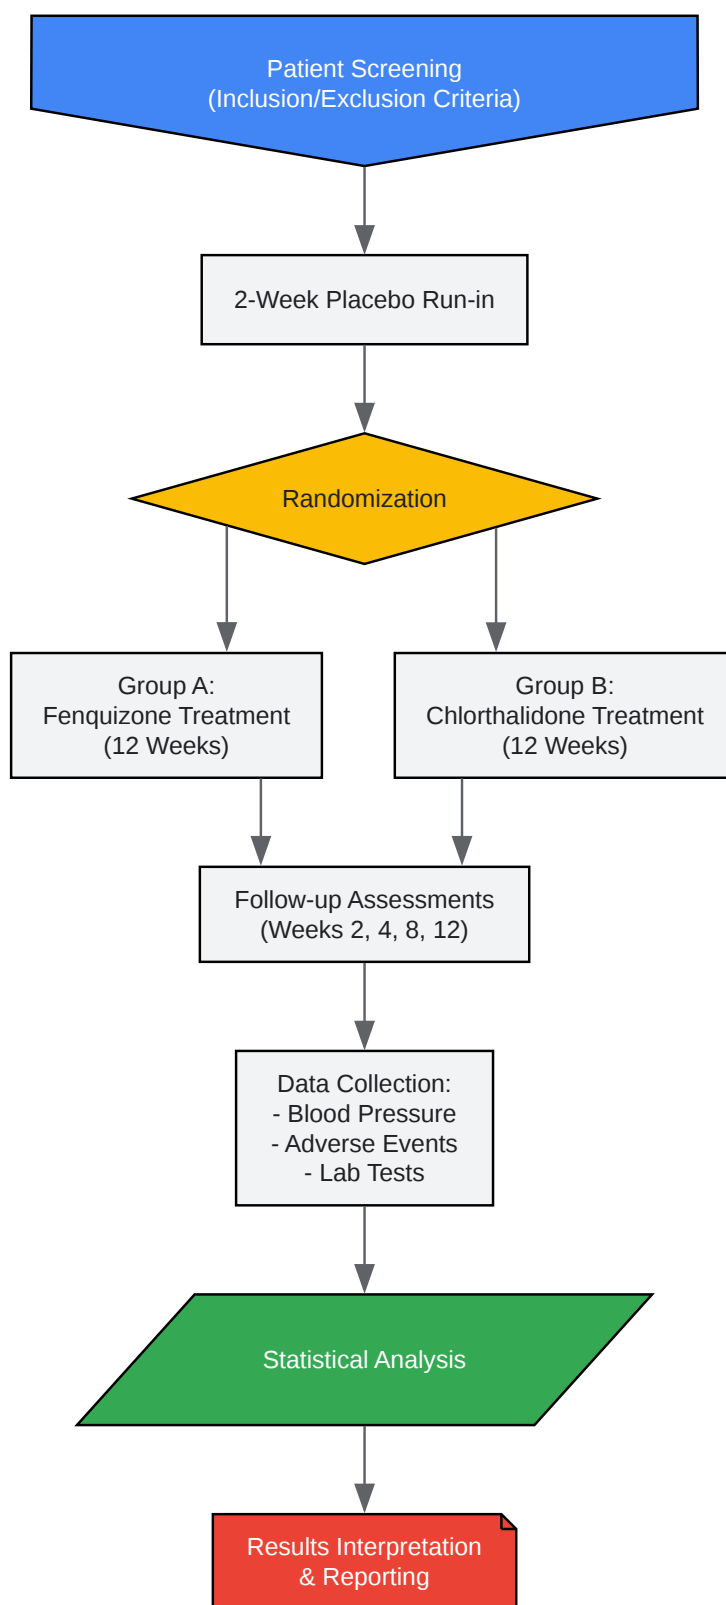 Patient Screening
(Inclusion/Exclusion Criteria)
2-Week Placebo Run-in
Randomization
Group A:
Fenquizone Treatment
(12 Weeks)
Group B:
Chlorthalidone Treatment
(12 Weeks)
Follow-up Assessments
(Weeks 2, 4, 8, 12)
Data Collection:
- Blood Pressure
- Adverse Events
- Lab Tests
Statistical Analysis
Results Interpretation
& Reporting